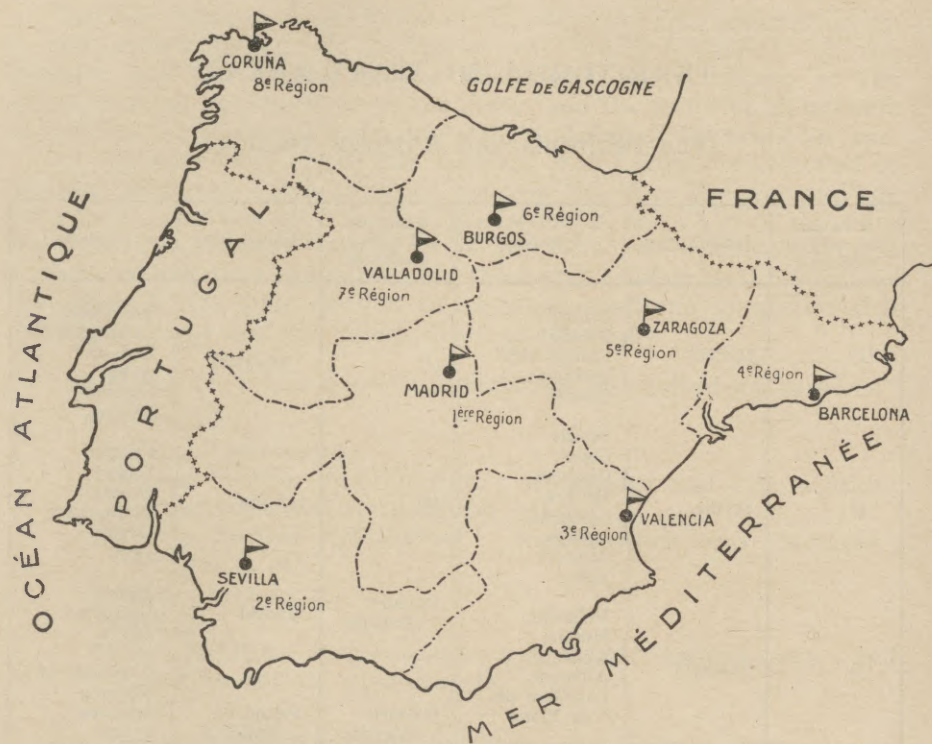 CORUÑA
8e Région
GOLFE DE GASCOGNE
FRANCE
6e Région
BURGOS
VALLADOLID
7e Région
ZARAGOZA
5e Région
4e Région
BARCELONA
MADRID
1ère Région
VALENCIA
3e Région
SEVILLA
2e Région
PORTUGAL
OCÉAN ATLANTIQUE
MER MÉDITERRANÉE